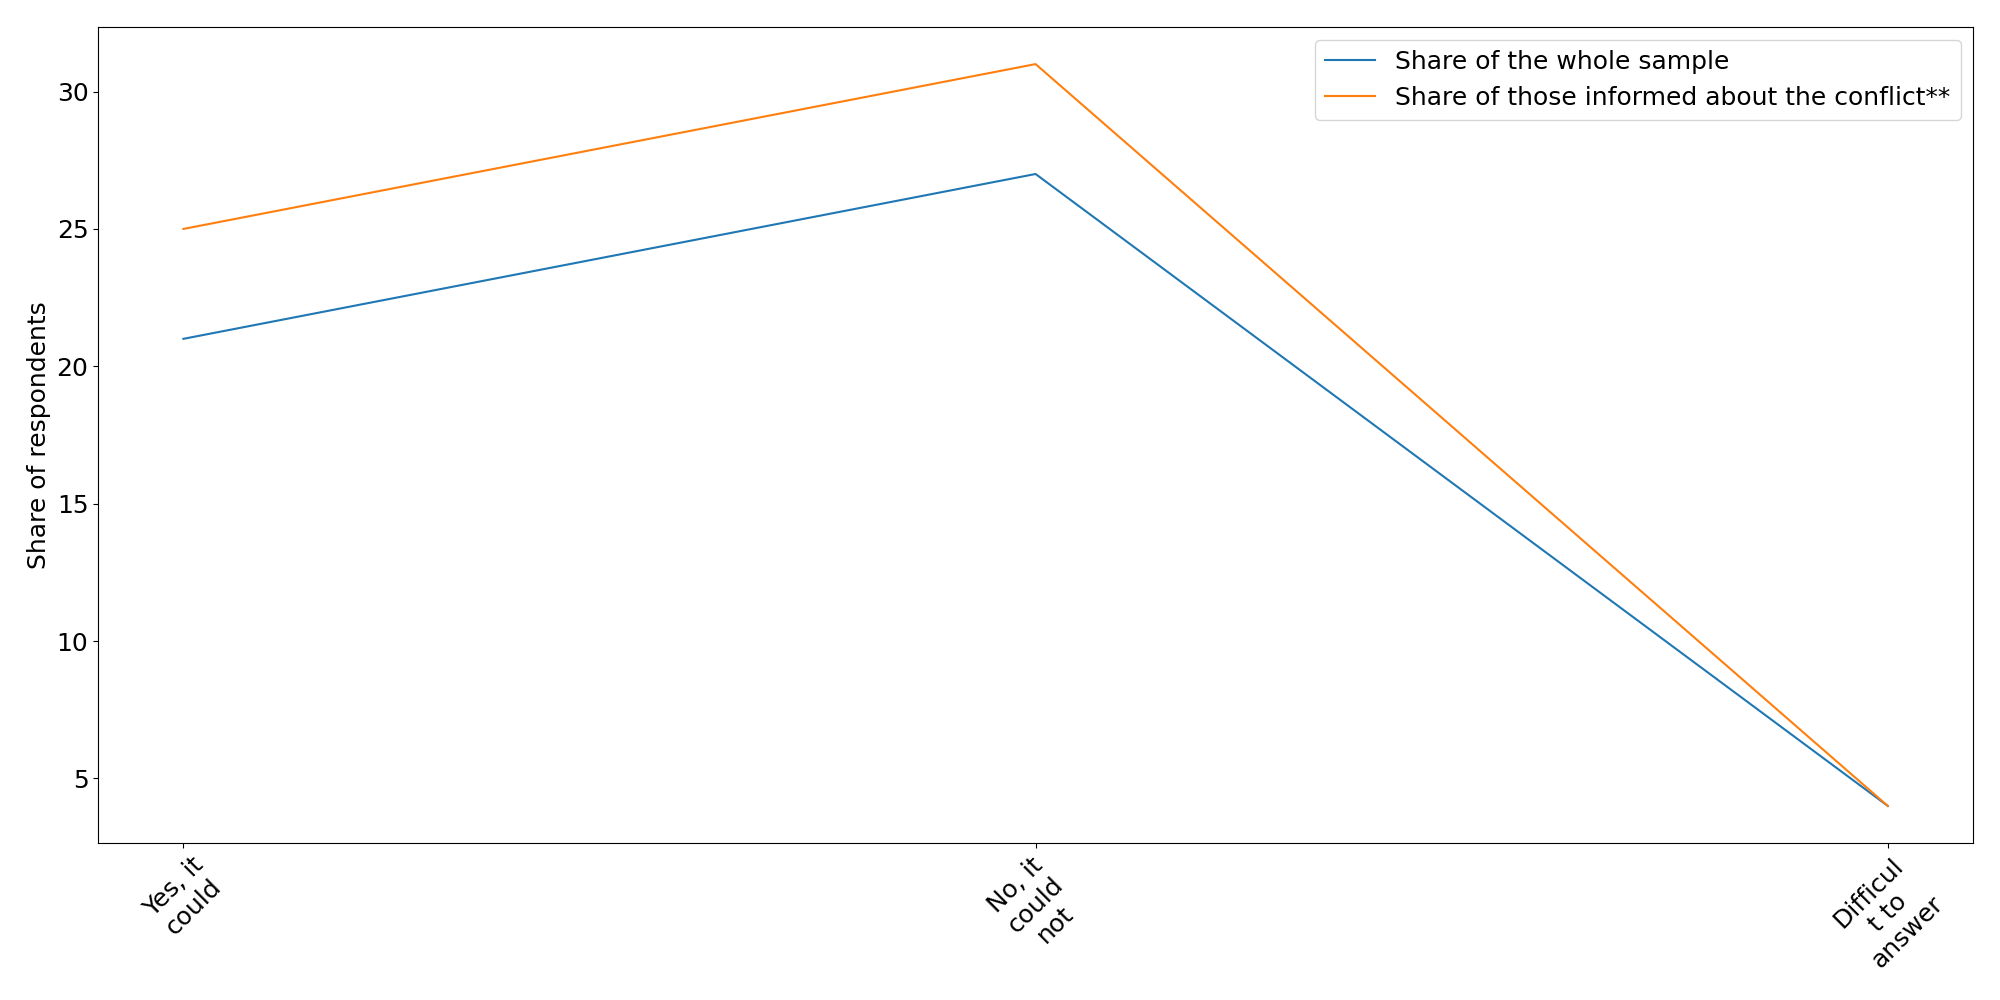 Share of the whole sample
Share of those informed about the conflict**
Share of respondents
30
25
20
15
10
5
Yes, it
could
No, it
could
not
Difficul
t to
answer